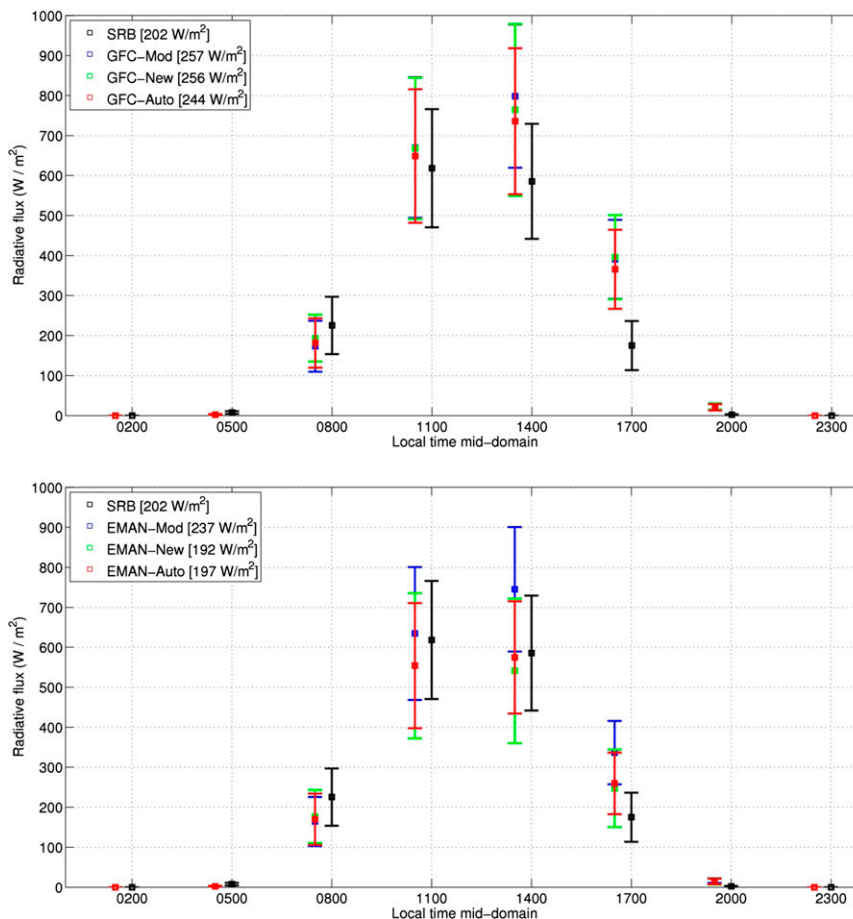 1000
900
800
700
600
500
400
300
200
100
0
Radiative flux (W / m²)
SRB [202 W/m²]
GFC−Mod [257 W/m²]
GFC−New [256 W/m²]
GFC−Auto [244 W/m²]
0200 0500 0800 1100 1400 1700 2000 2300
Local time mid−domain
1000
900
800
700
600
500
400
300
200
100
0
Radiative flux (W / m²)
SRB [202 W/m²]
EMAN−Mod [237 W/m²]
EMAN−New [192 W/m²]
EMAN−Auto [197 W/m²]
0200 0500 0800 1100 1400 1700 2000 2300
Local time mid−domain